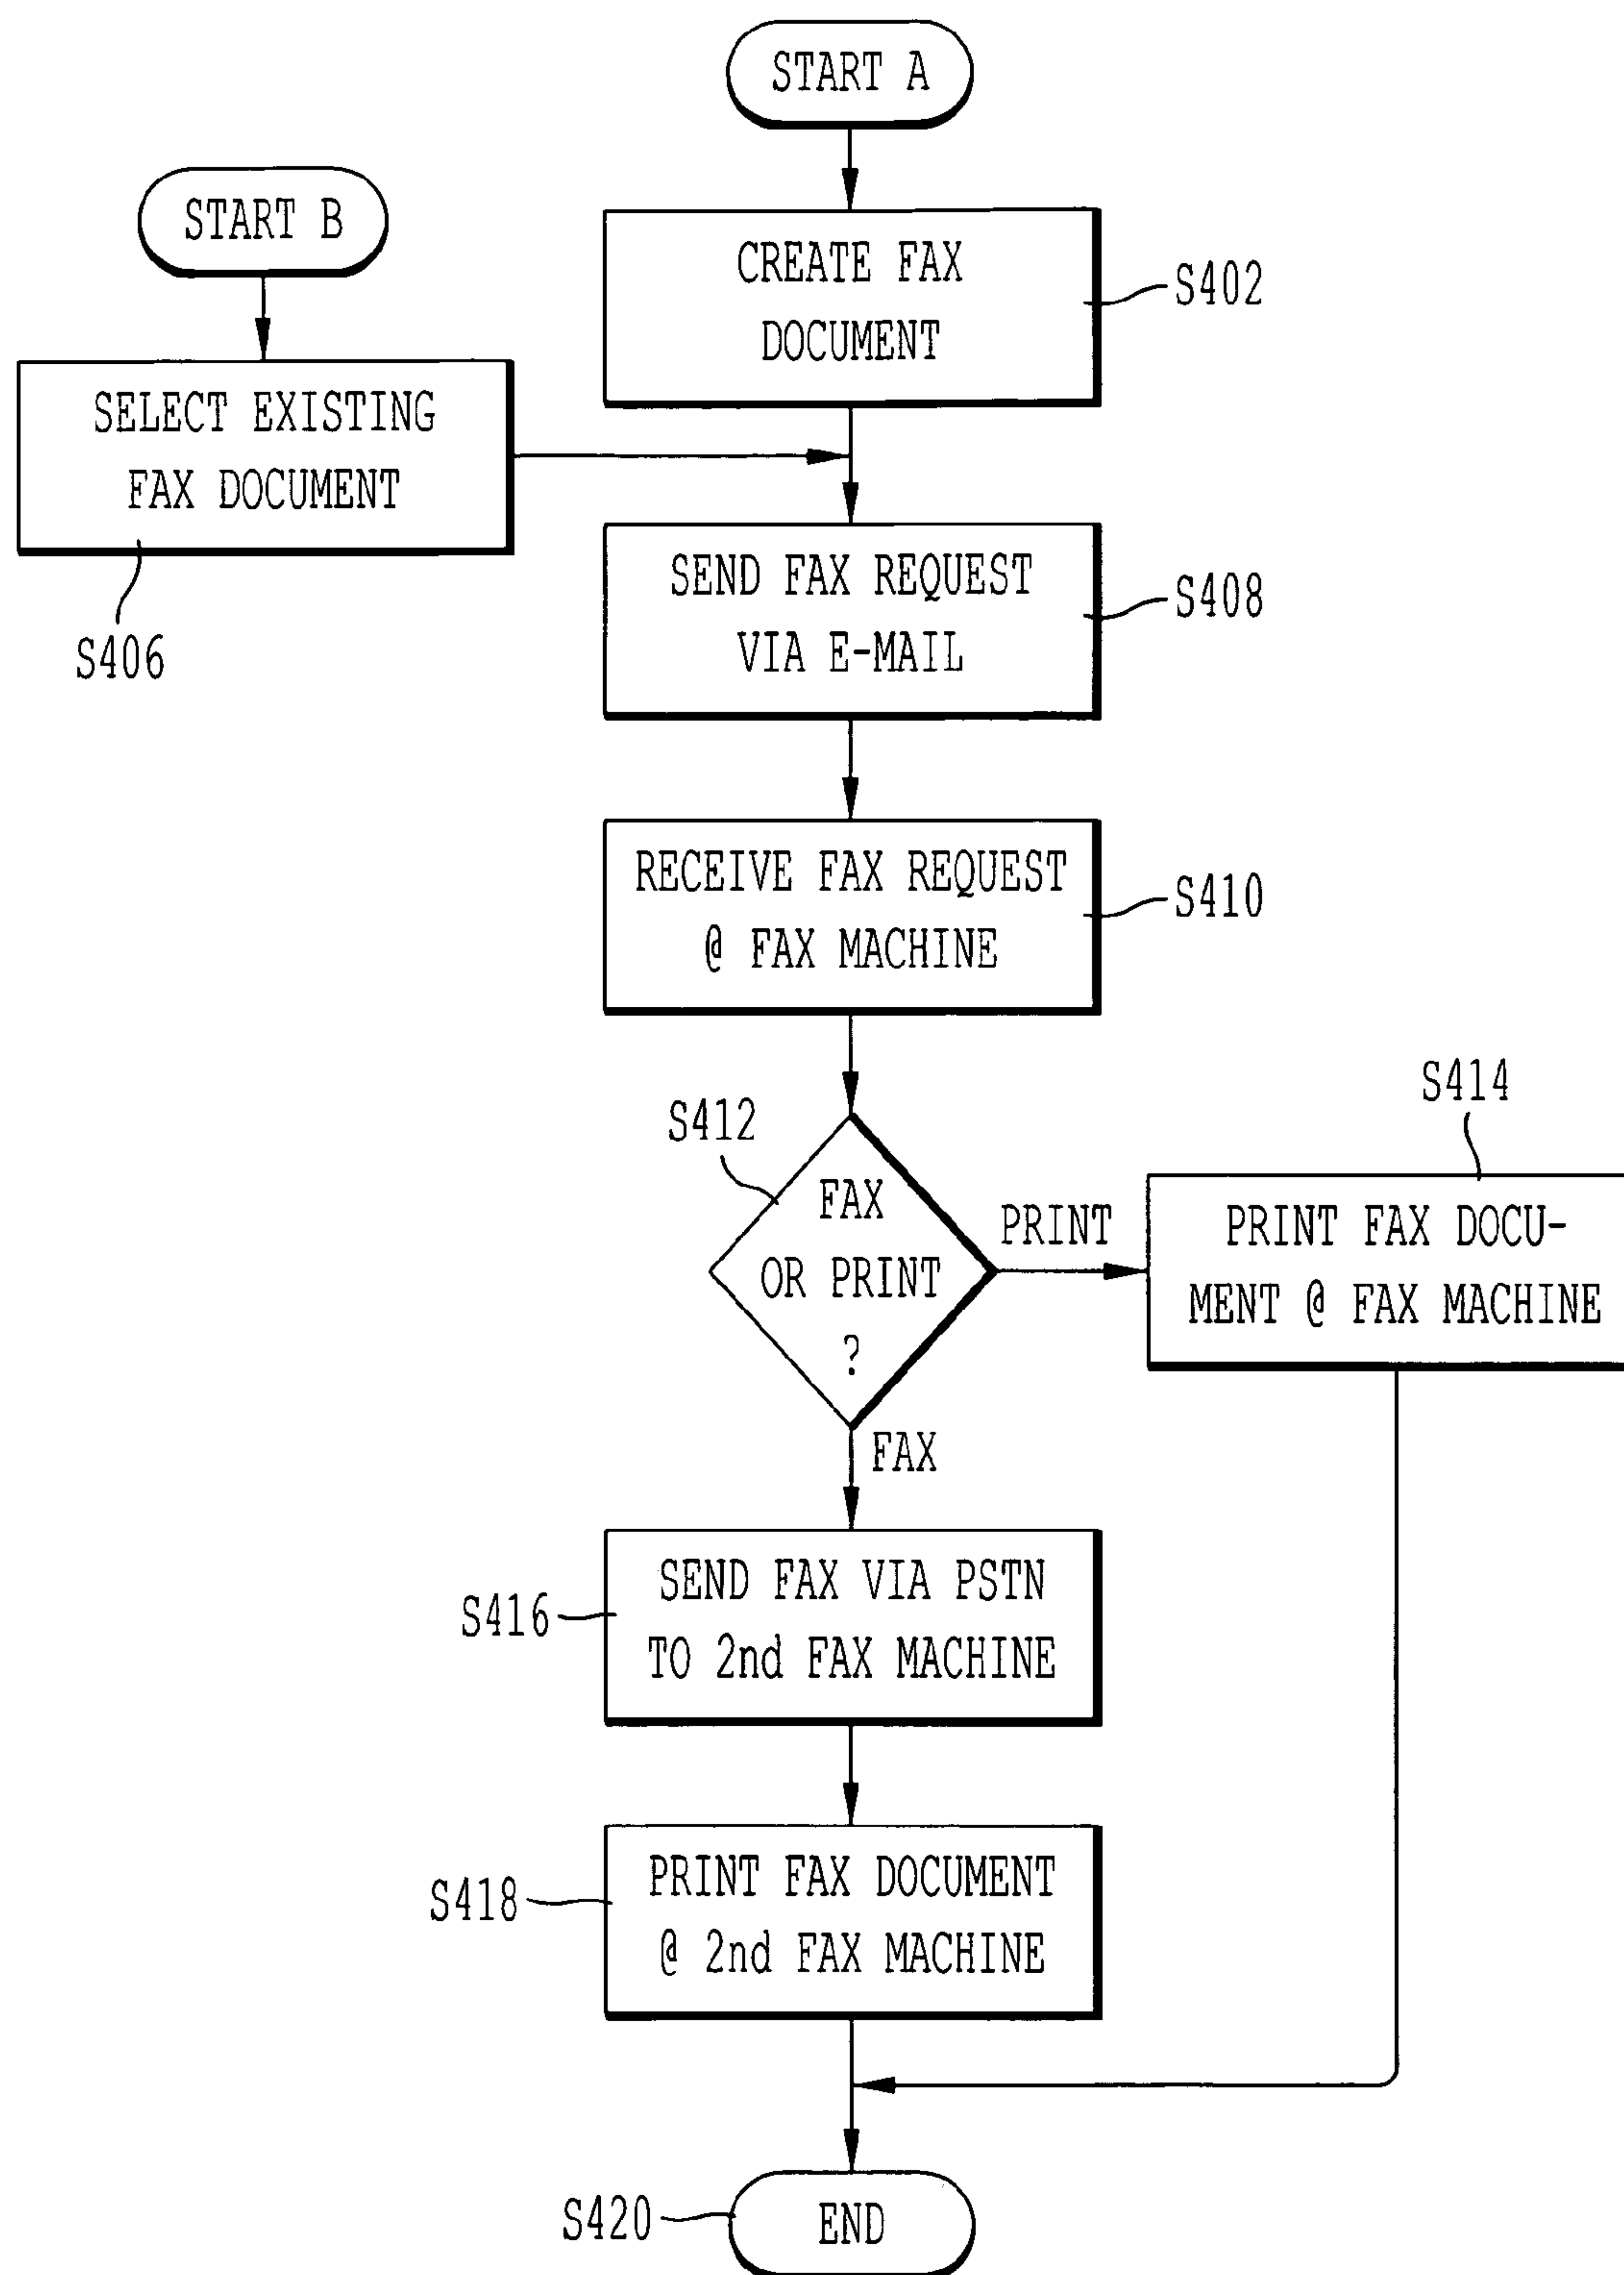 START A
START B
CREATE FAX
DOCUMENT
S402
SELECT EXISTING
FAX DOCUMENT
S406
SEND FAX REQUEST
VIA E-MAIL
S408
RECEIVE FAX REQUEST
@ FAX MACHINE
S410
S412
FAX
OR PRINT
?
PRINT
S414
PRINT FAX DOCU-
MENT @ FAX MACHINE
FAX
SEND FAX VIA PSTN
TO 2nd FAX MACHINE
S416
PRINT FAX DOCUMENT
@ 2nd FAX MACHINE
S418
S420
END